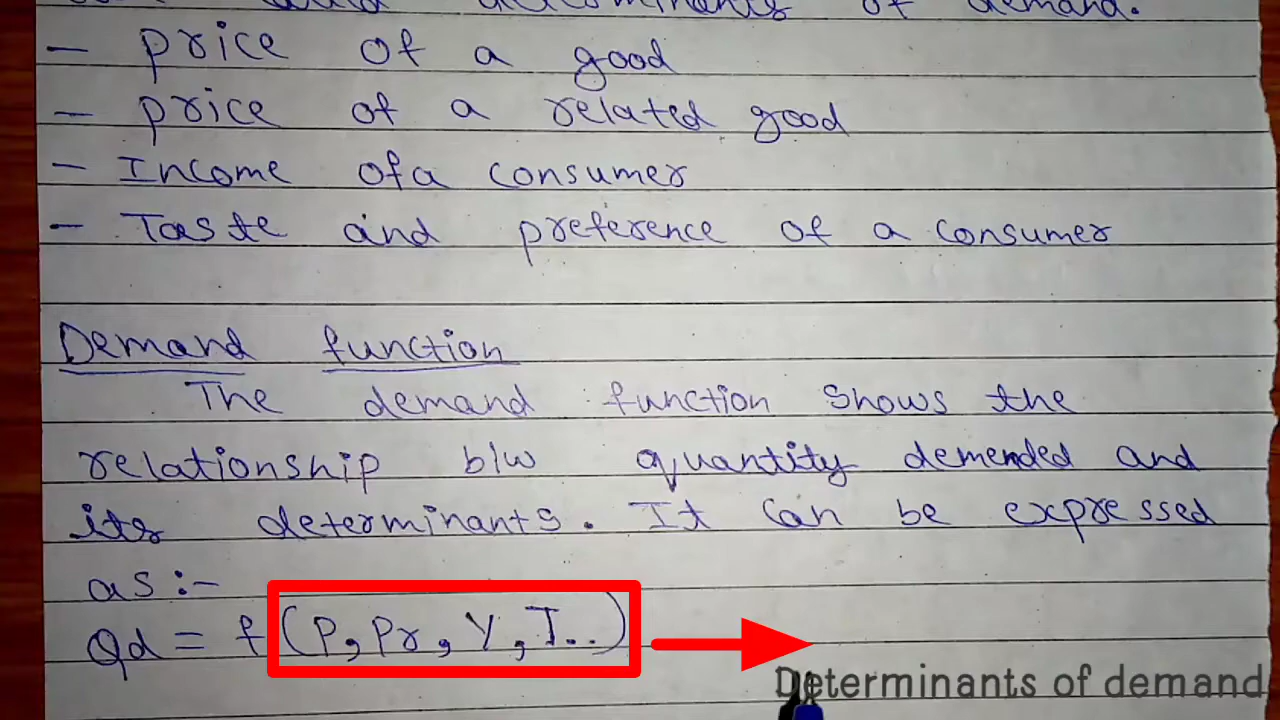 of demand.
- price of a good
- price of a related good
- Income of a consumer
- Taste and preference of a consumer
Demand function
The demand function shows the
relationship b/w quantity demended and
its determinants. It can be expressed
as :-
Qd = f (P, Pr, Y, T..)
Determinants of demand